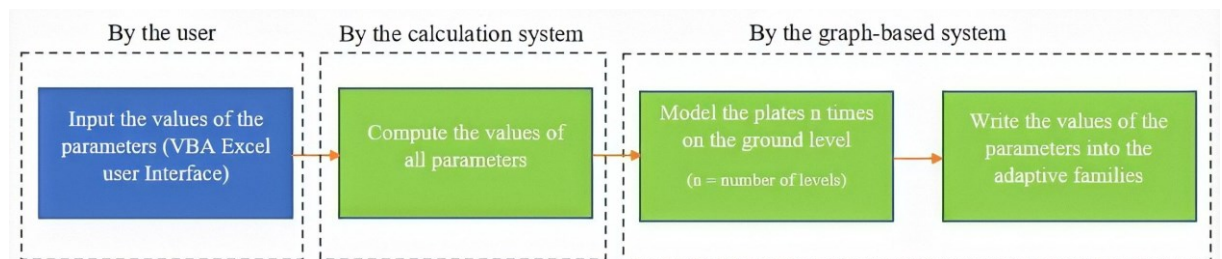 By the user
By the calculation system
By the graph-based system
Input the values of the
parameters (VBA Excel
user Interface)
Compute the values of
all parameters
Model the plates n times
on the ground level
(n = number of levels)
Write the values of the
parameters into the
adaptive families